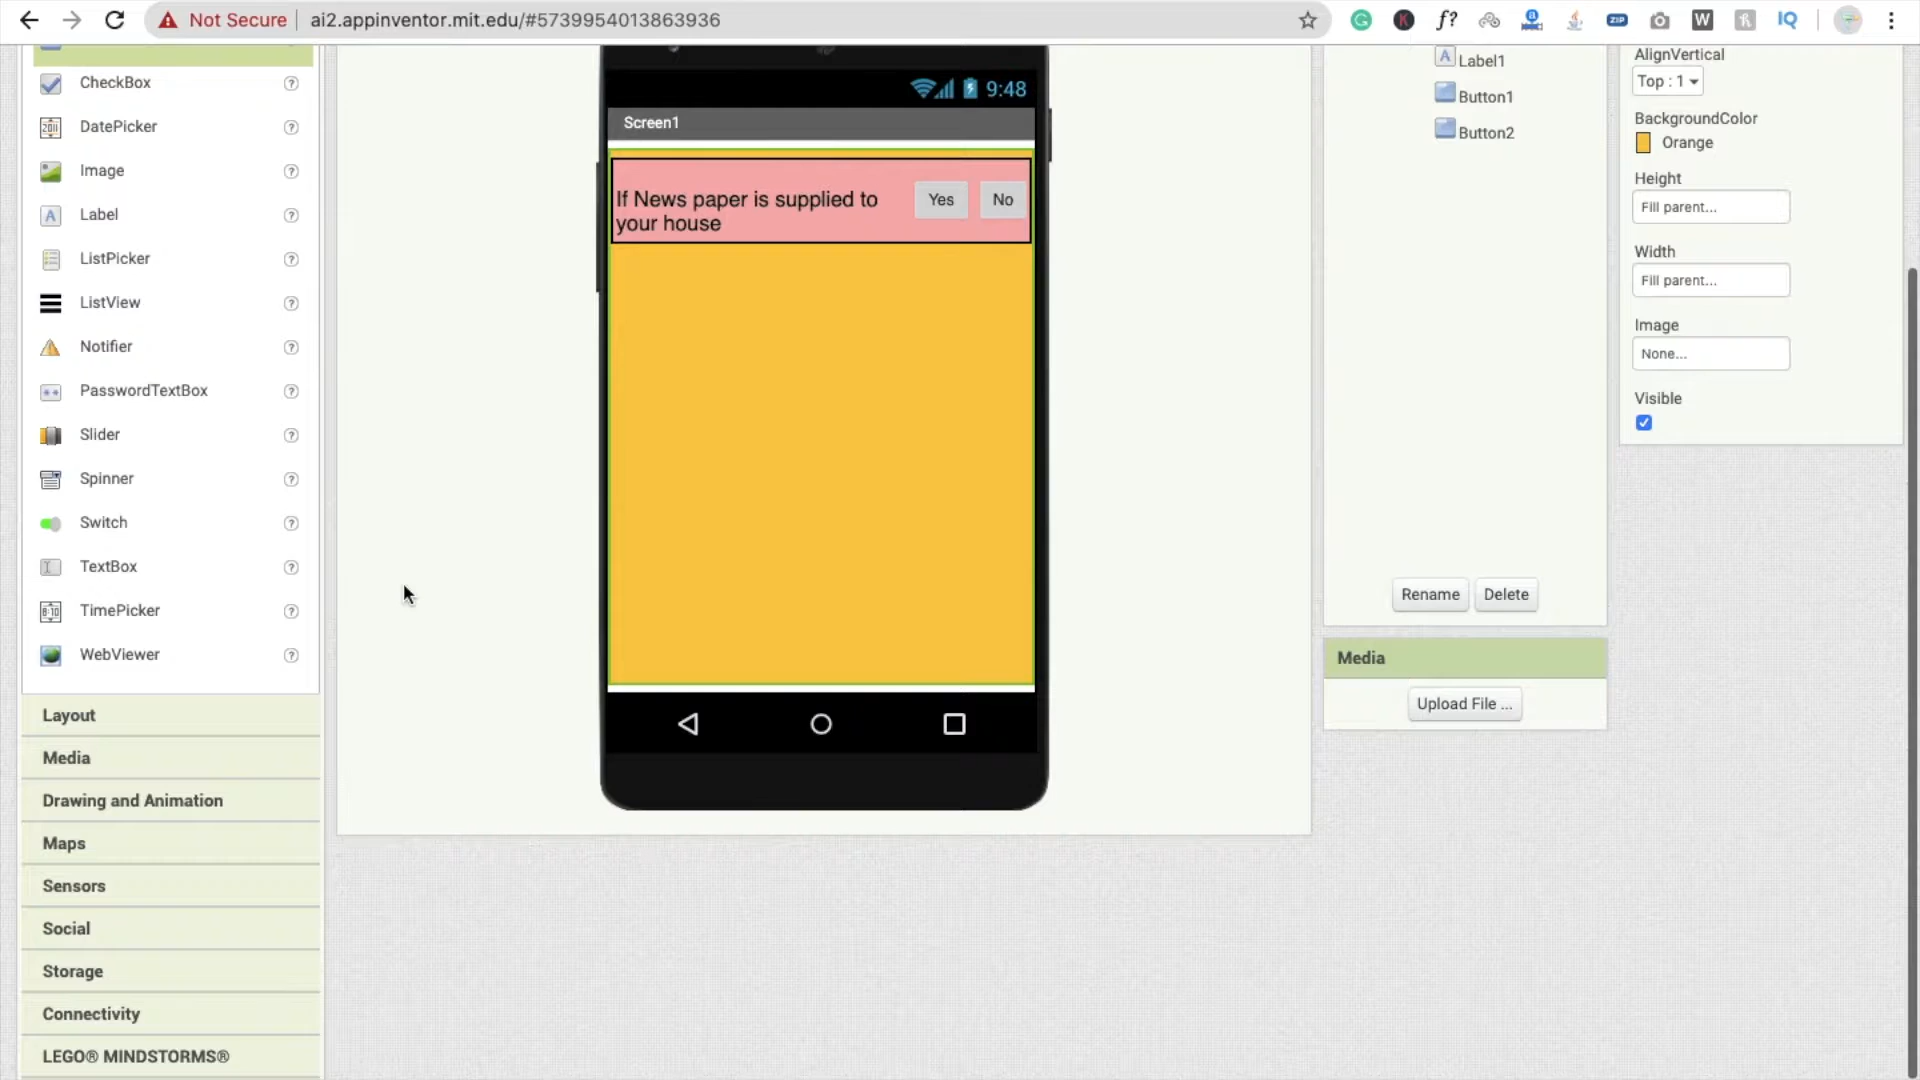 Not Secure
ai2.appinventor.mit.edu/#5739954013863936
CheckBox
DatePicker
Image
Label
ListPicker
ListView
Notifier
PasswordTextBox
Slider
Spinner
Switch
TextBox
TimePicker
WebViewer
Layout
Media
Drawing and Animation
Maps
Sensors
Social
Storage
Connectivity
LEGO® MINDSTORMS®
9:48
Screen1
If News paper is supplied to
your house
Yes
No
Label1
Button1
Button2
Rename
Delete
Media
Upload File ...
AlignVertical
Top : 1
BackgroundColor
Orange
Height
Fill parent...
Width
Fill parent...
Image
None...
Visible